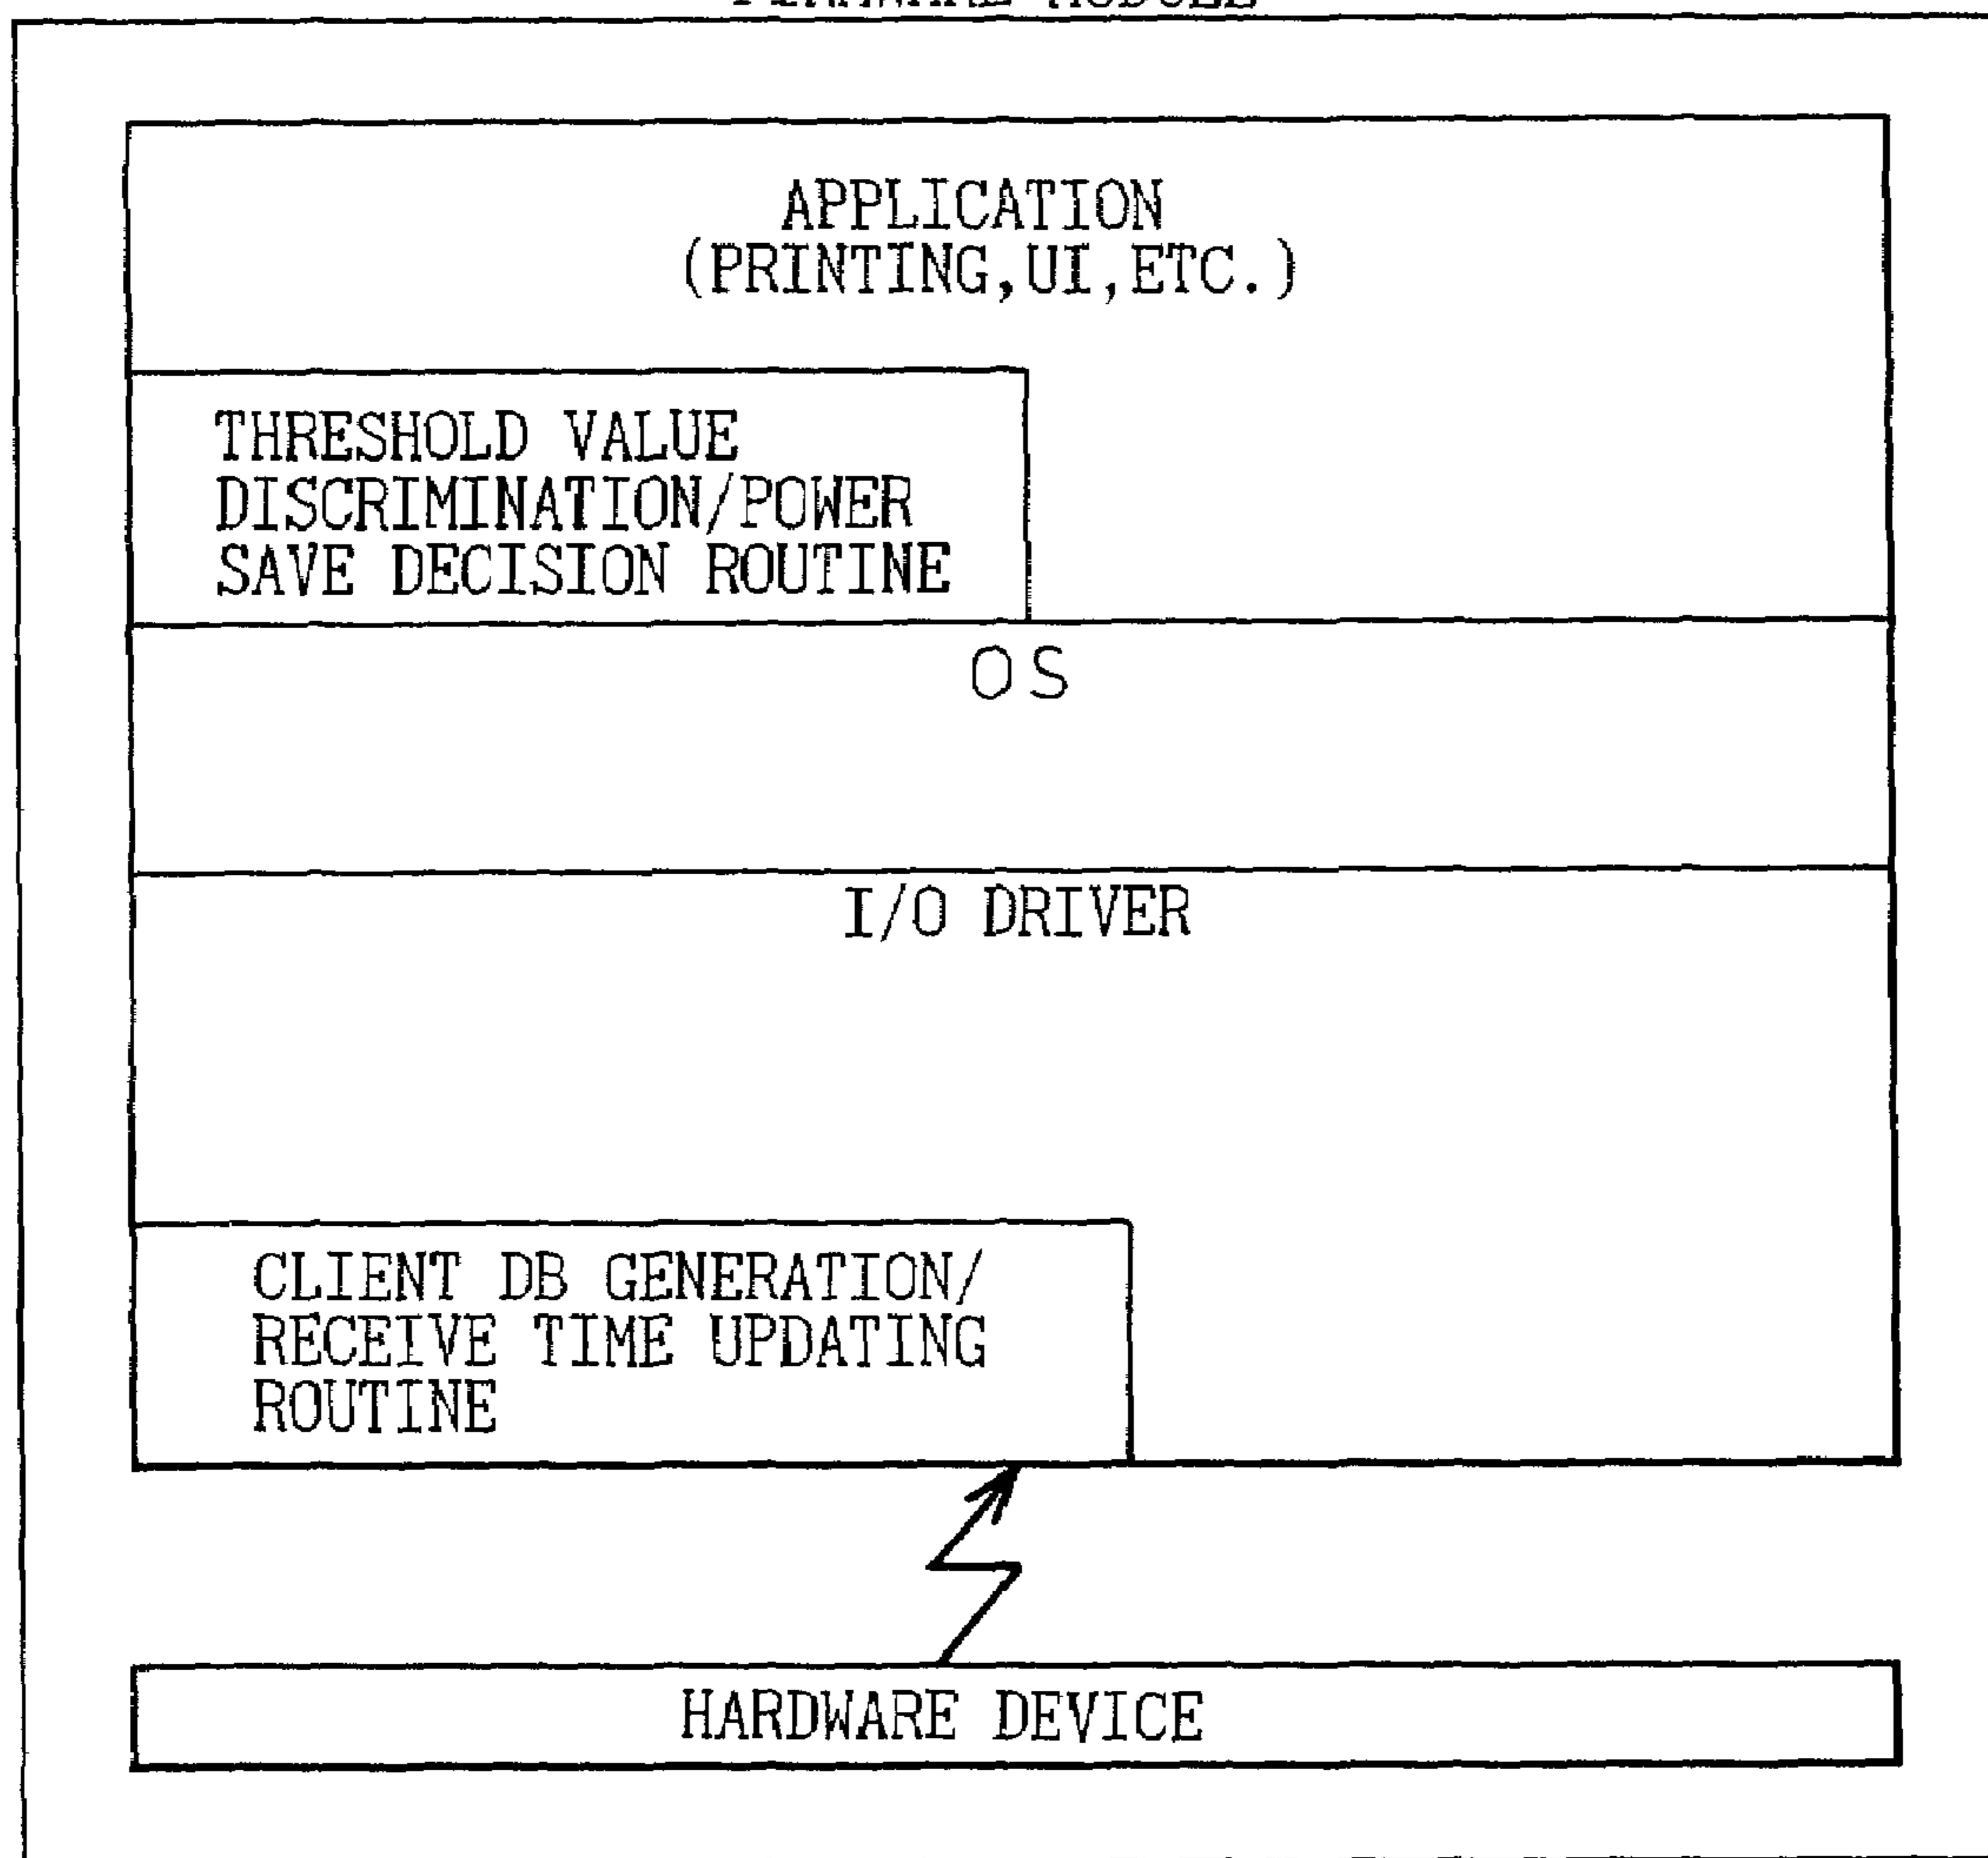 MODULE
APPLICATION
(PRINTING,UI,ETC.)
THRESHOLD VALUE
DISCRIMINATION/POWER
SAVE DECISION ROUTINE
OS
I/O DRIVER
CLIENT DB GENERATION/
RECEIVE TIME UPDATING
ROUTINE
HARDWARE DEVICE